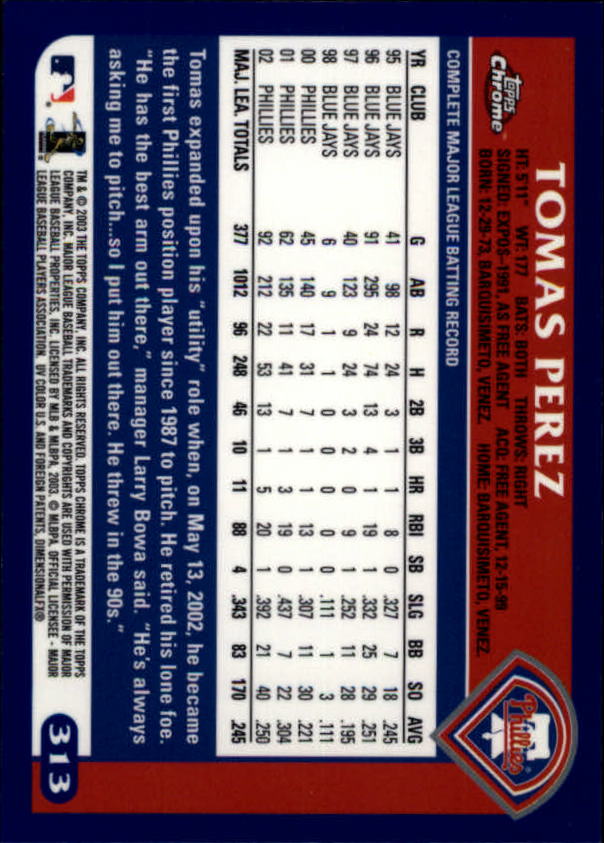 TOMAS PEREZ
topps
Chrome
HT: 5'11" WT: 177 BATS: BOTH THROWS: RIGHT
SIGNED: EXPOS-1991, AS FREE AGENT ACQ: FREE AGENT, 12-15-99
BORN: 12-29-73, BARQUISIMETO, VENEZ. HOME: BARQUISIMETO, VENEZ.
Phillies
COMPLETE MAJOR LEAGUE BATTING RECORD
YR CLUB G AB R H 2B 3B HR RBI SB SLG BB SO AVG
95 BLUE JAYS 41 98 12 24 3 1 1 8 0 .327 7 18 .245
96 BLUE JAYS 91 295 24 74 13 4 1 19 1 .332 25 29 .251
97 BLUE JAYS 40 123 9 24 3 2 0 9 1 .252 11 28 .195
98 BLUE JAYS 6 9 1 1 0 0 0 0 0 .111 1 3 .111
00 PHILLIES 45 140 17 31 7 1 1 13 1 .307 11 30 .221
01 PHILLIES 62 135 11 41 7 1 3 19 0 .437 7 22 .304
02 PHILLIES 92 212 22 53 13 1 5 20 1 .392 21 40 .250
MAJ. LEA. TOTALS 377 1012 96 248 46 10 11 88 4 .343 83 170 .245
Tomas expanded upon his "utility" role when, on May 13, 2002, he became
the first Phillies position player since 1987 to pitch. He retired his lone foe.
"He has the best arm out there," manager Larry Bowa said. "He's always
asking me to pitch...so I put him out there. He threw in the 90s."
TM & © 2003 THE TOPPS COMPANY, INC. ALL RIGHTS RESERVED. TOPPS CHROME IS A TRADEMARK OF THE TOPPS
COMPANY, INC. MAJOR LEAGUE BASEBALL TRADEMARKS AND COPYRIGHTS ARE USED WITH PERMISSION OF MAJOR
LEAGUE BASEBALL PROPERTIES, INC. LICENSED BY MLB & MLBPA, 2003. © MLBPA. OFFICIAL LICENSEE - MAJOR
LEAGUE BASEBALL PLAYERS ASSOCIATION. UV COLOR U.S. AND FOREIGN PATENTS, DIMENSIONALFX®
313